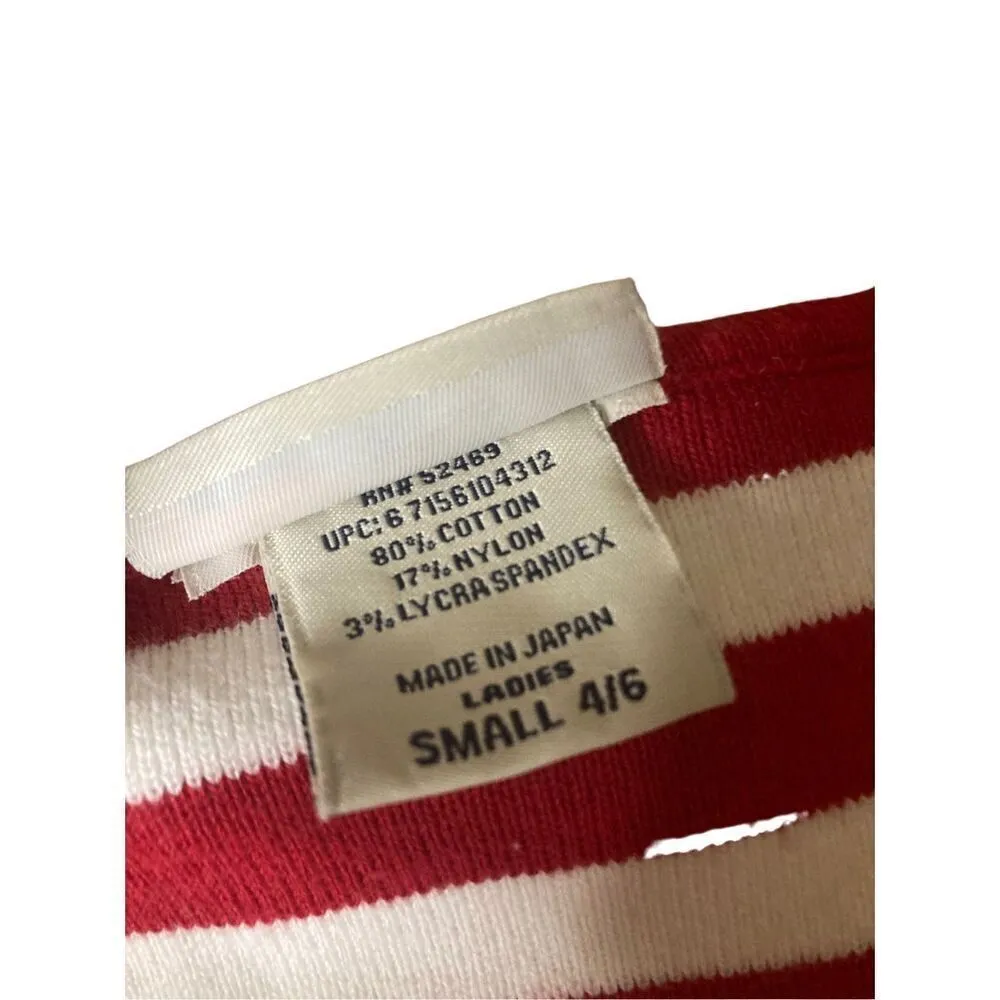 RN# 52469
UPC: 6 7156104312
80% COTTON
17% NYLON
3% LYCRA SPANDEX
MADE IN JAPAN
LADIES
SMALL 4/6